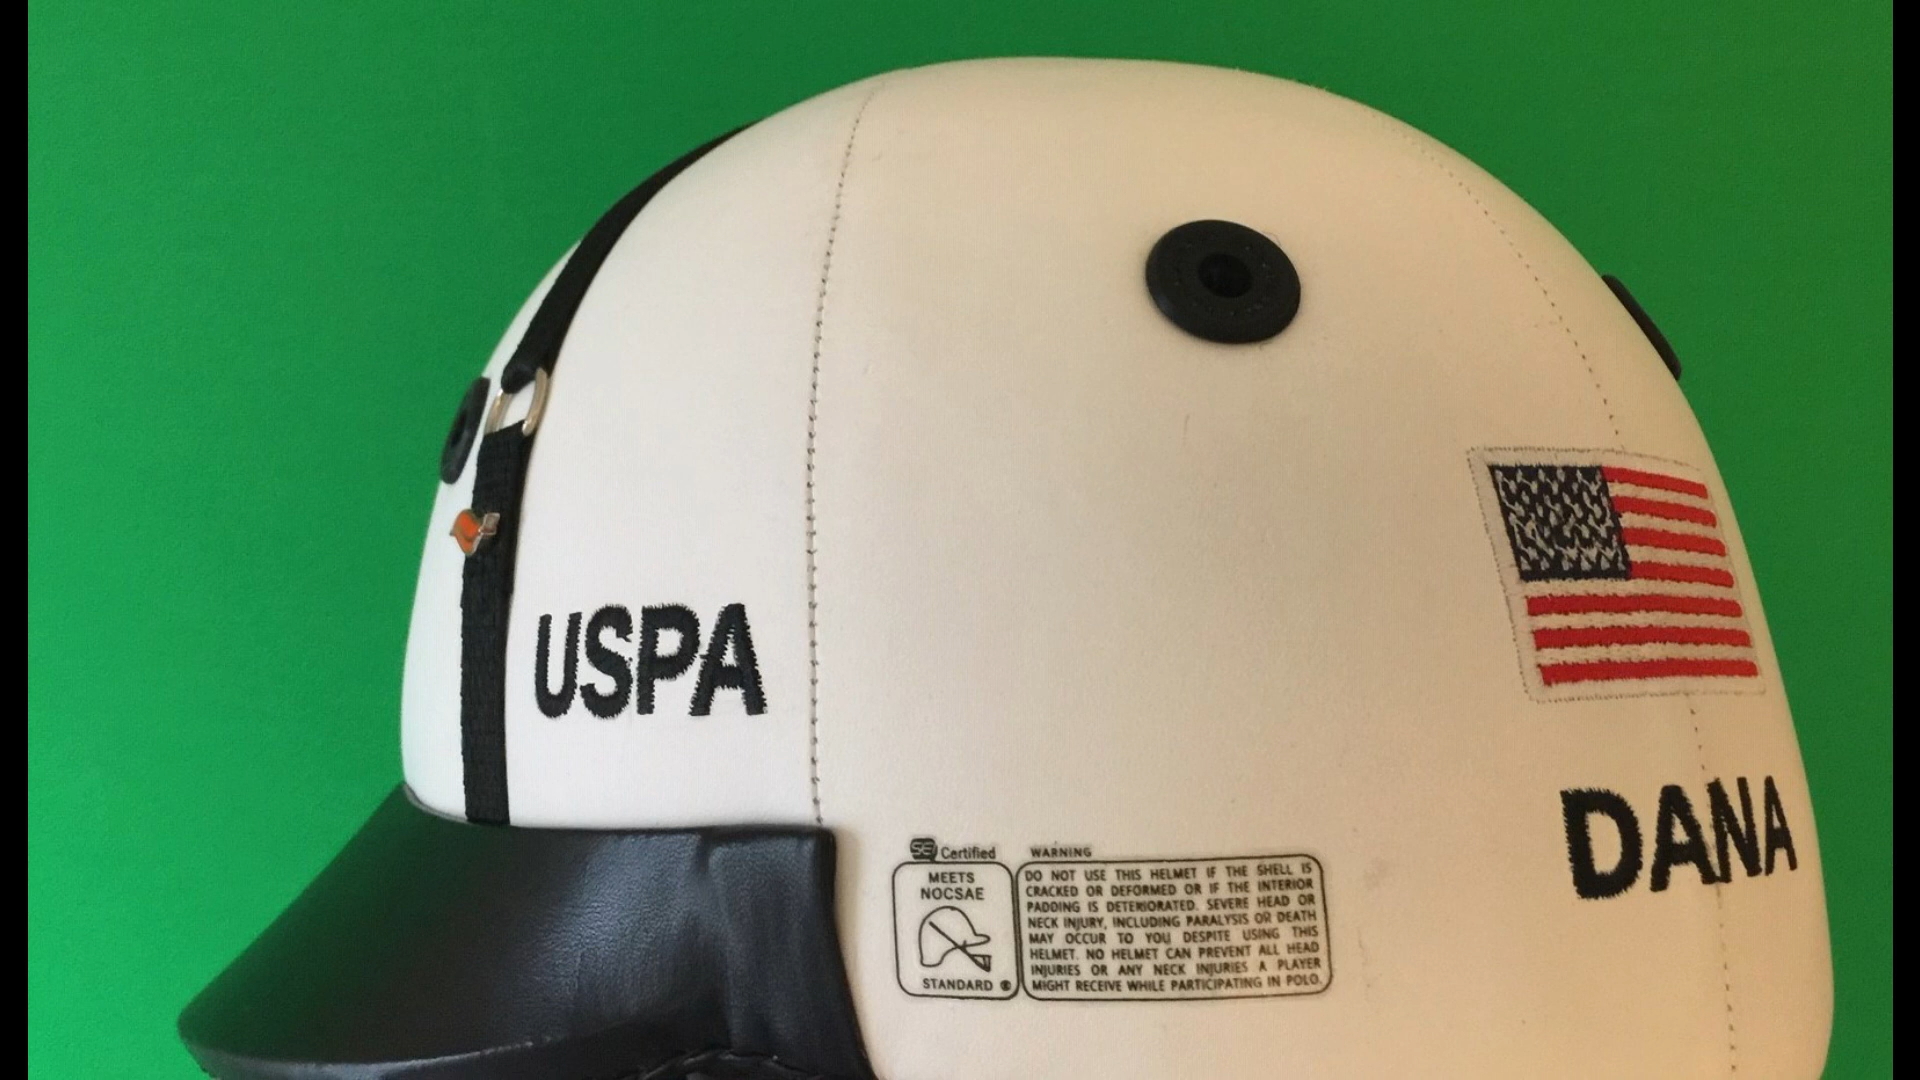 USPA
DANA
SEI Certified
MEETS
NOCSAE
STANDARD ®
WARNING
DO NOT USE THIS HELMET IF THE SHELL IS
CRACKED OR DEFORMED OR IF THE INTERIOR
PADDING IS DETERIORATED. SEVERE HEAD OR
NECK INJURY, INCLUDING PARALYSIS OR DEATH
MAY OCCUR TO YOU DESPITE USING THIS
HELMET. NO HELMET CAN PREVENT ALL HEAD
INJURIES OR ANY NECK INJURIES A PLAYER
MIGHT RECEIVE WHILE PARTICIPATING IN POLO.